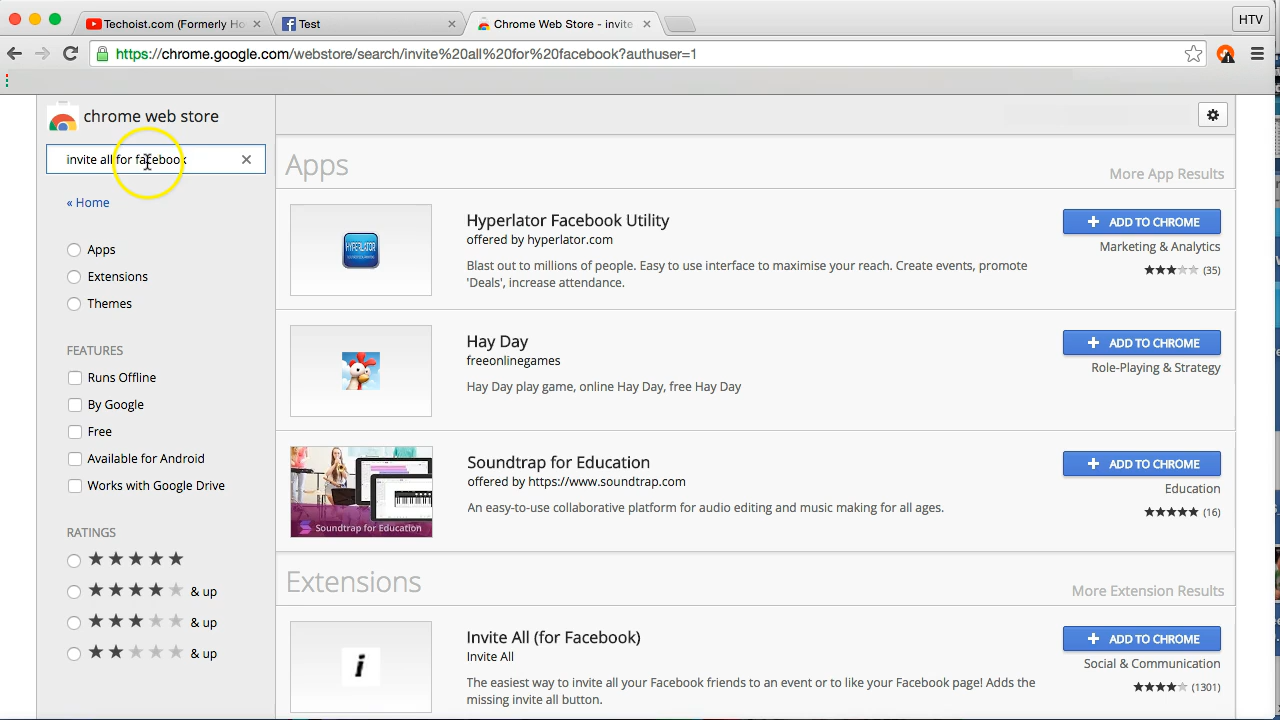 Techoist.com (Formerly Ho
Test
Chrome Web Store - invite
HTV
https://chrome.google.com/webstore/search/invite%20all%20for%20facebook?authuser=1
chrome web store
invite all for facebook
« Home
Apps
Extensions
Themes
FEATURES
Runs Offline
By Google
Free
Available for Android
Works with Google Drive
RATINGS
& up
& up
& up
Apps
More App Results
HYPERLATOR
Hyperlator Facebook Utility
offered by hyperlator.com
Blast out to millions of people. Easy to use interface to maximise your reach. Create events, promote
'Deals', increase attendance.
ADD TO CHROME
Marketing & Analytics
(35)
Hay Day
freeonlinegames
Hay Day play game, online Hay Day, free Hay Day
ADD TO CHROME
Role-Playing & Strategy
Soundtrap for Education
Soundtrap for Education
offered by https://www.soundtrap.com
An easy-to-use collaborative platform for audio editing and music making for all ages.
ADD TO CHROME
Education
(16)
Extensions
More Extension Results
i
Invite All (for Facebook)
Invite All
The easiest way to invite all your Facebook friends to an event or to like your Facebook page! Adds the
missing invite all button.
ADD TO CHROME
Social & Communication
(1301)